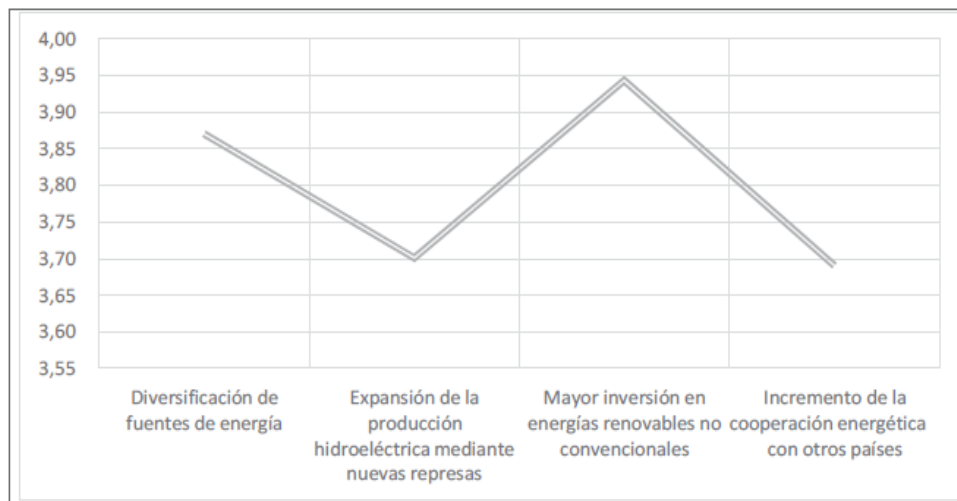 4,00
3,95
3,90
3,85
3,80
3,75
3,70
3,65
3,60
3,55
Diversificación de
fuentes de energía
Expansión de la
producción
hidroeléctrica mediante
nuevas represas
Mayor inversión en
energías renovables no
convencionales
Incremento de la
cooperación energética
con otros países